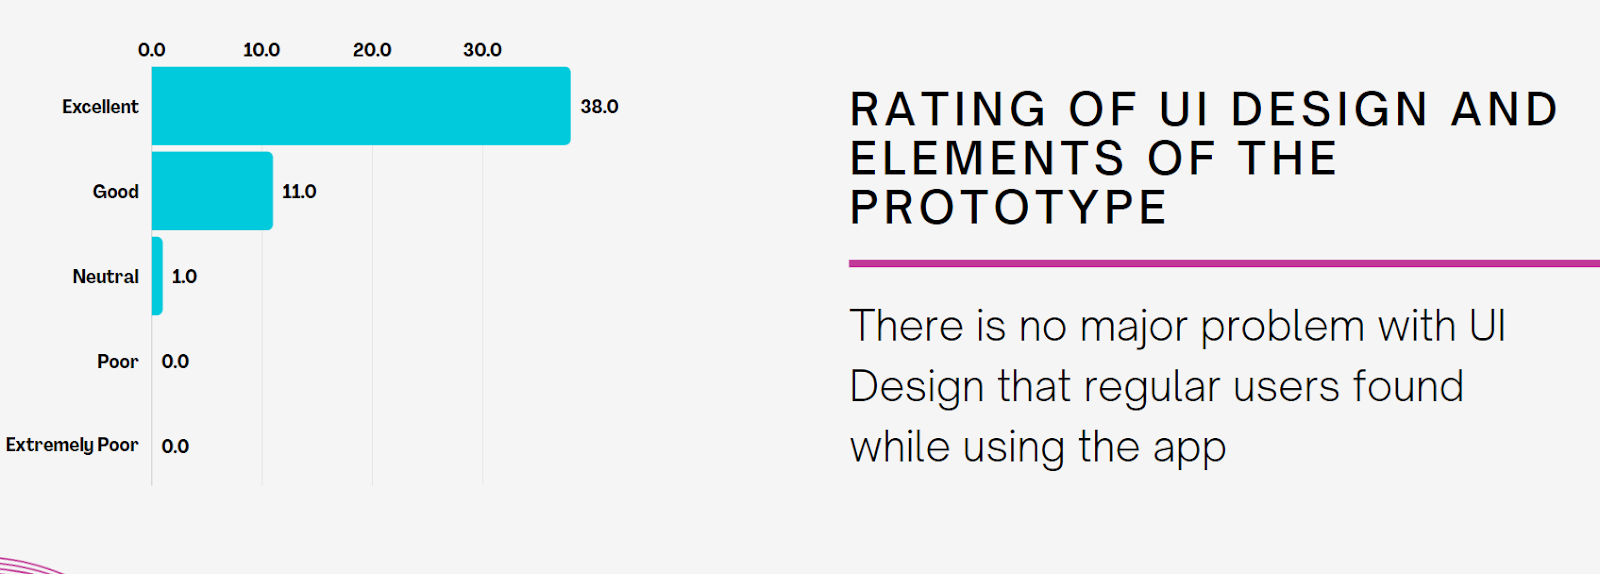 0.0 10.0 20.0 30.0
Excellent 38.0
Good 11.0
Neutral 1.0
Poor 0.0
Extremely Poor 0.0
RATING OF UI DESIGN AND
ELEMENTS OF THE
PROTOTYPE
There is no major problem with UI
Design that regular users found
while using the app